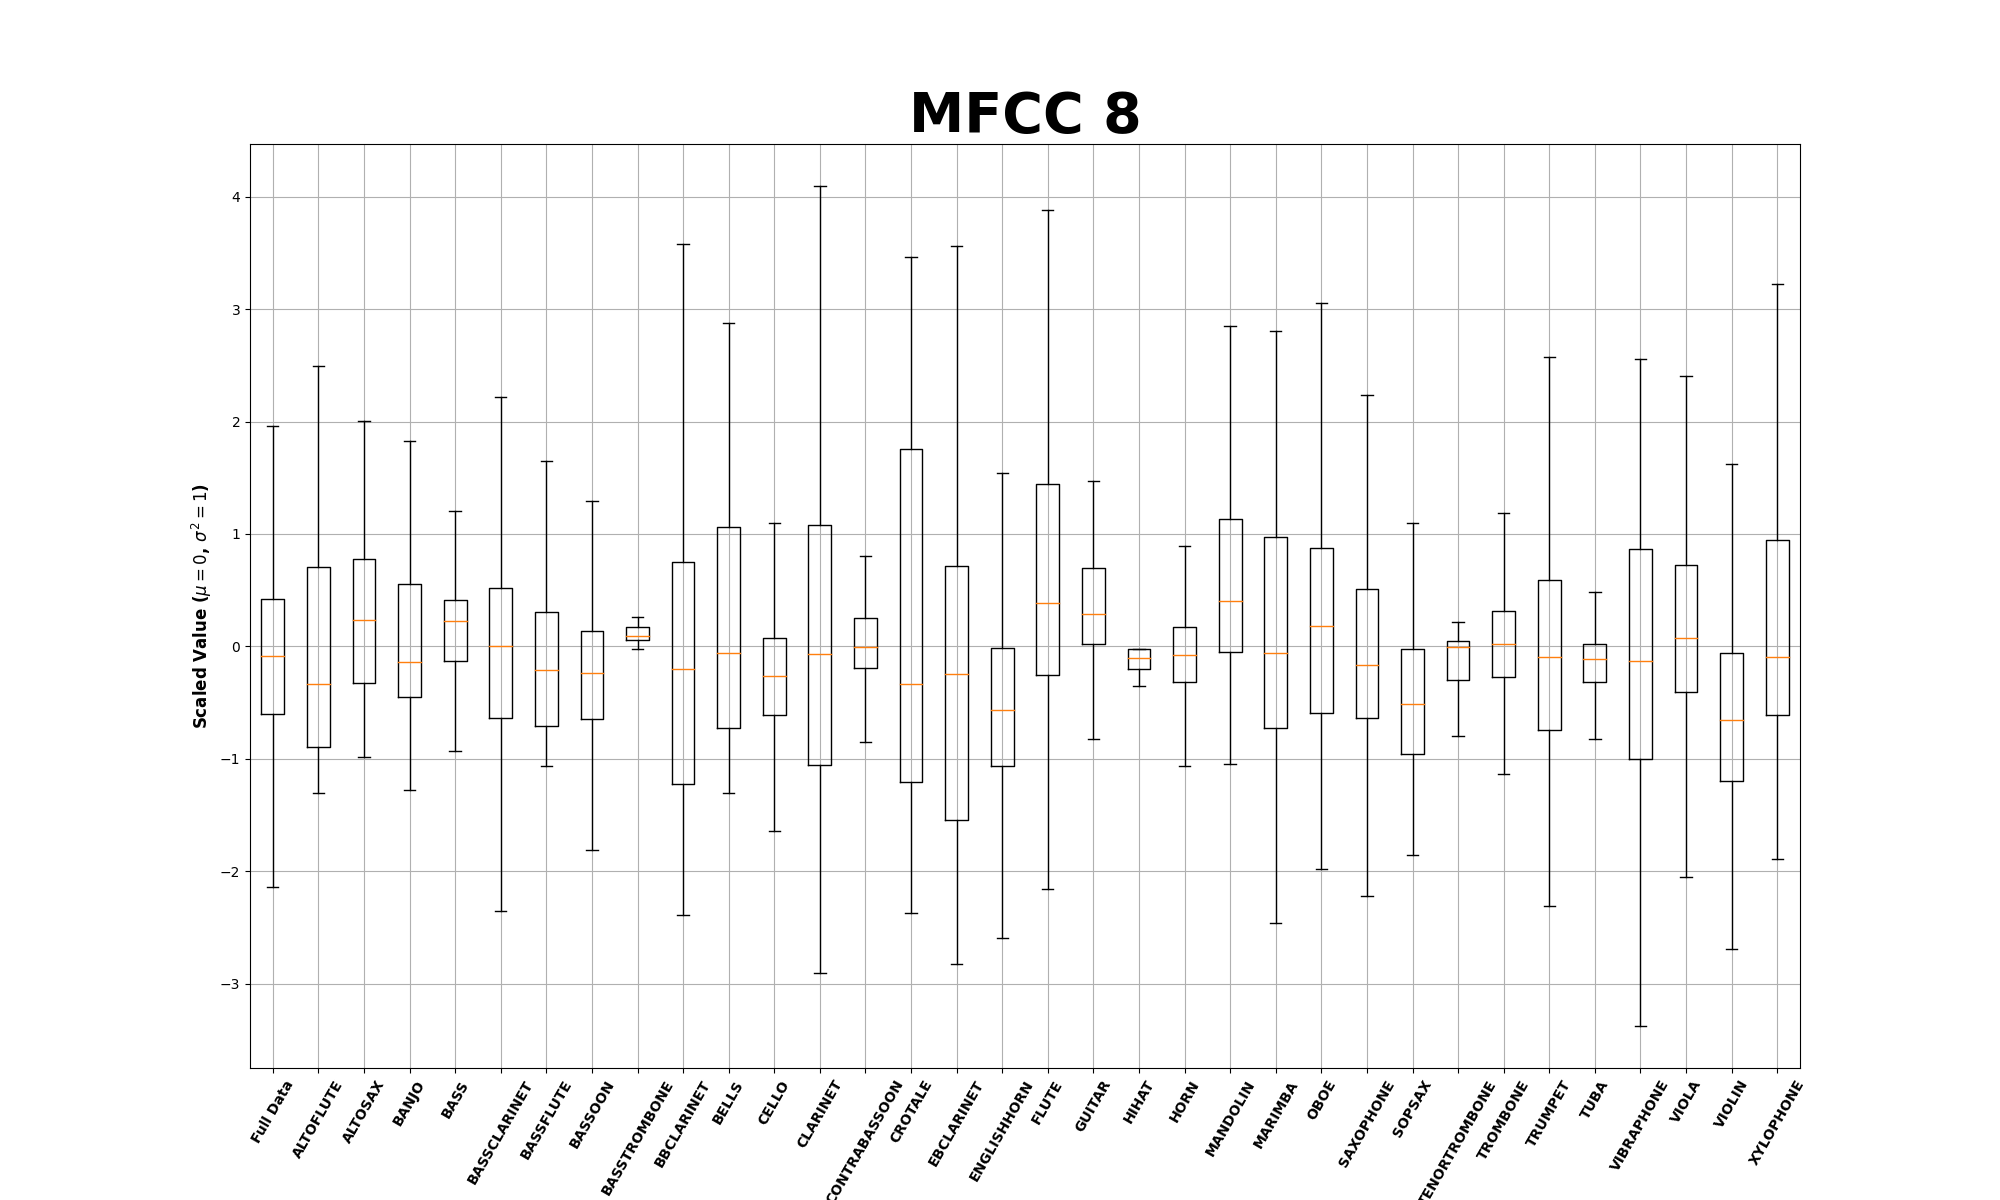 MFCC 8
Scaled Value (μ = 0, σ² = 1)
4
3
2
1
0
−1
−2
−3
Full Data
ALTOFLUTE
ALTOSAX
BANJO
BASS
BASSCLARINET
BASSFLUTE
BASSOON
BASSTROMBONE
BBCLARINET
BELLS
CELLO
CLARINET
CONTRABASSOON
CROTALE
EBCLARINET
ENGLISHHORN
FLUTE
GUITAR
HIHAT
HORN
MANDOLIN
MARIMBA
OBOE
SAXOPHONE
SOPSAX
TENORTROMBONE
TROMBONE
TRUMPET
TUBA
VIBRAPHONE
VIOLA
VIOLIN
XYLOPHONE